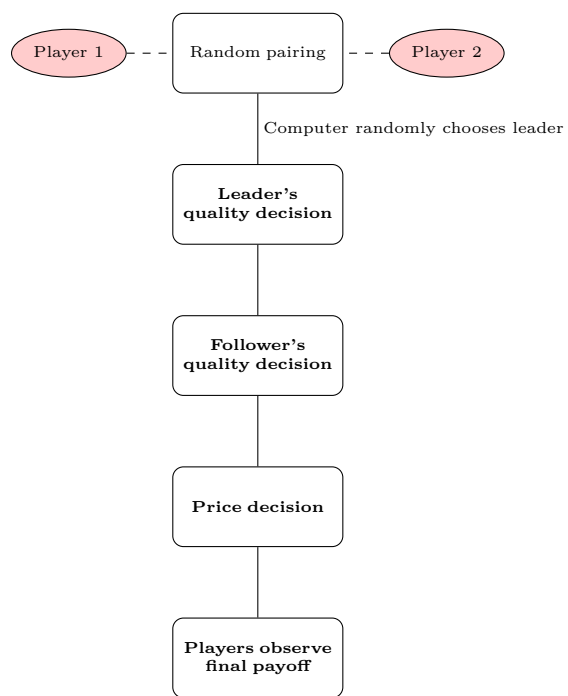 Player 1
Random pairing
Player 2
Computer randomly chooses leader
Leader's
quality decision
Follower's
quality decision
Price decision
Players observe
final payoff